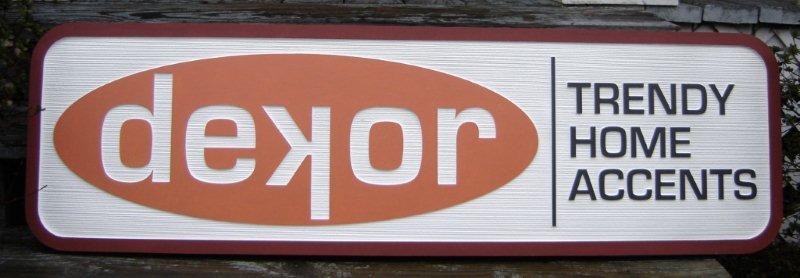 dekor
TRENDY
HOME
ACCENTS